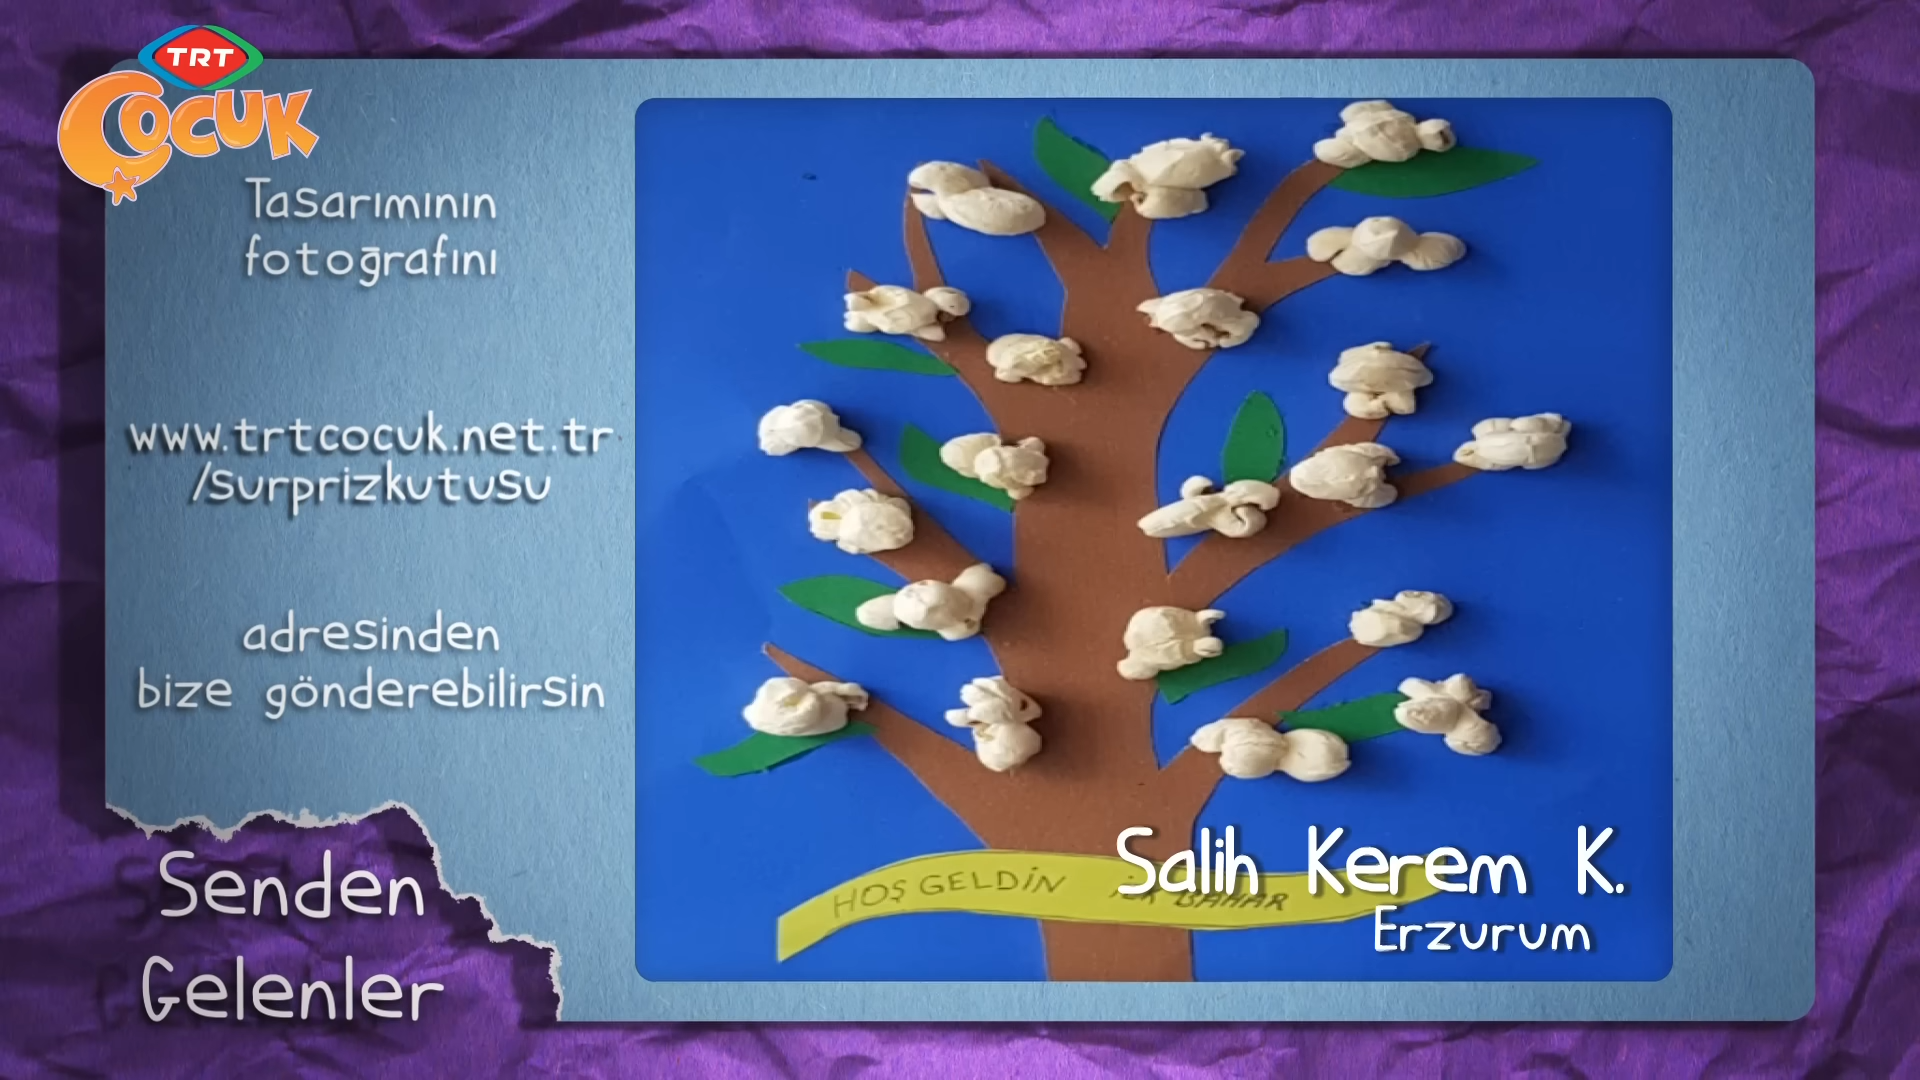 TRT
ÇOCUK
Tasarımının
fotoğrafını
www.trtcocuk.net.tr
/surprizkutusu
adresinden
bize gönderebilirsin
Senden
Gelenler
HOŞ GELDİN İLK BAHAR
Salih Kerem K.
Erzurum